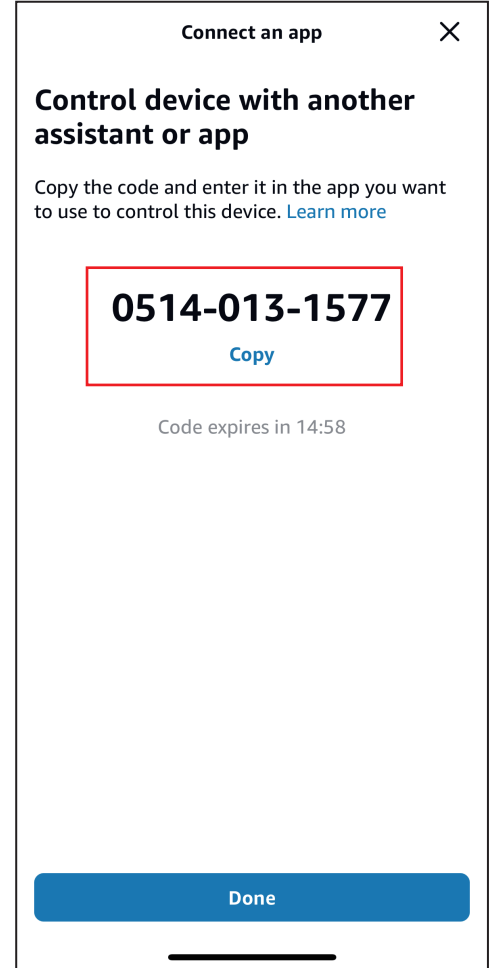 Connect an app
Control device with another
assistant or app
Copy the code and enter it in the app you want
to use to control this device. Learn more
0514-013-1577
Copy
Code expires in 14:58
Done